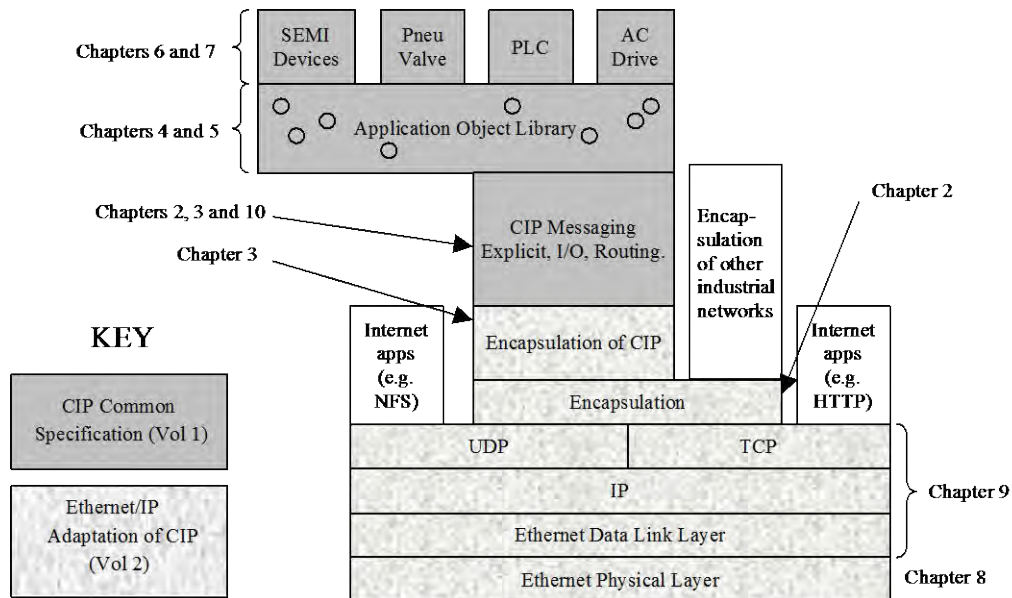 Chapters 6 and 7
SEMI
Devices
Pneu
Valve
PLC
AC
Drive
Chapters 4 and 5
Application Object Library
Chapters 2, 3 and 10
CIP Messaging
Explicit, I/O, Routing.
Encap-
sulation
of other
industrial
networks
Chapter 2
Chapter 3
KEY
CIP Common
Specification (Vol 1)
Ethernet/IP
Adaptation of CIP
(Vol 2)
Internet
apps
(e.g.
NFS)
Encapsulation of CIP
Internet
apps
(e.g.
HTTP)
Encapsulation
UDP
TCP
IP
Ethernet Data Link Layer
Chapter 9
Ethernet Physical Layer
Chapter 8